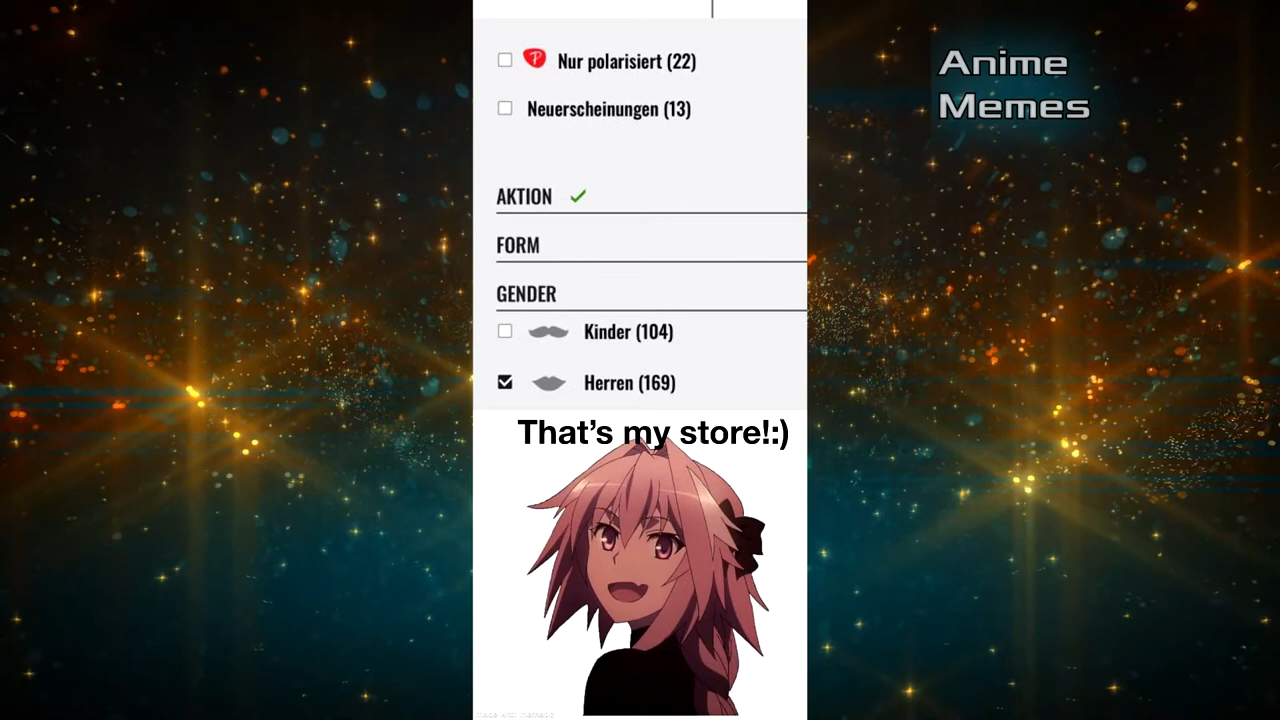 Nur polarisiert (22)
Neuerscheinungen (13)
AKTION
FORM
GENDER
Kinder (104)
Herren (169)
That's my store!:)
Anime
Memes